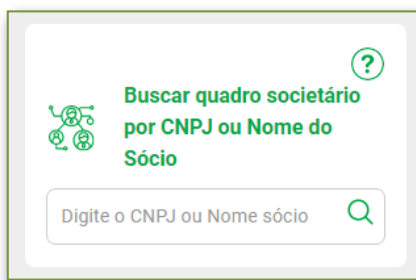 ?
Buscar quadro societário
por CNPJ ou Nome do
Sócio
Digite o CNPJ ou Nome sócio